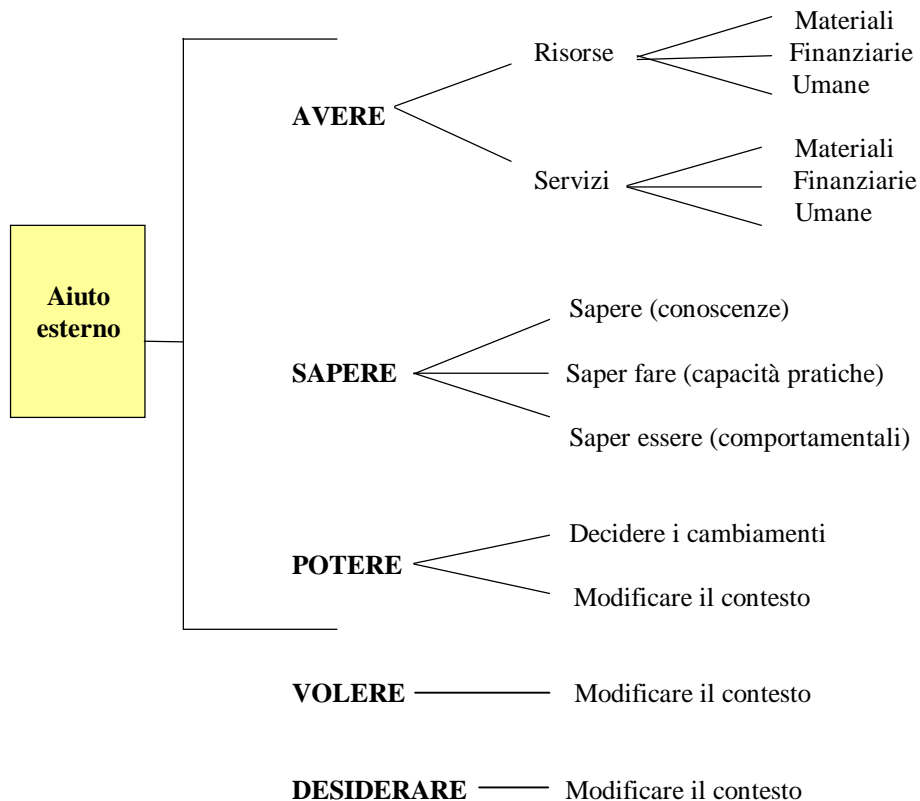 Aiuto
esterno
AVERE
Risorse
Materiali
Finanziarie
Umane
Servizi
Materiali
Finanziarie
Umane
SAPERE
Sapere (conoscenze)
Saper fare (capacità pratiche)
Saper essere (comportamentali)
POTERE
Decidere i cambiamenti
Modificare il contesto
VOLERE
Modificare il contesto
DESIDERARE
Modificare il contesto